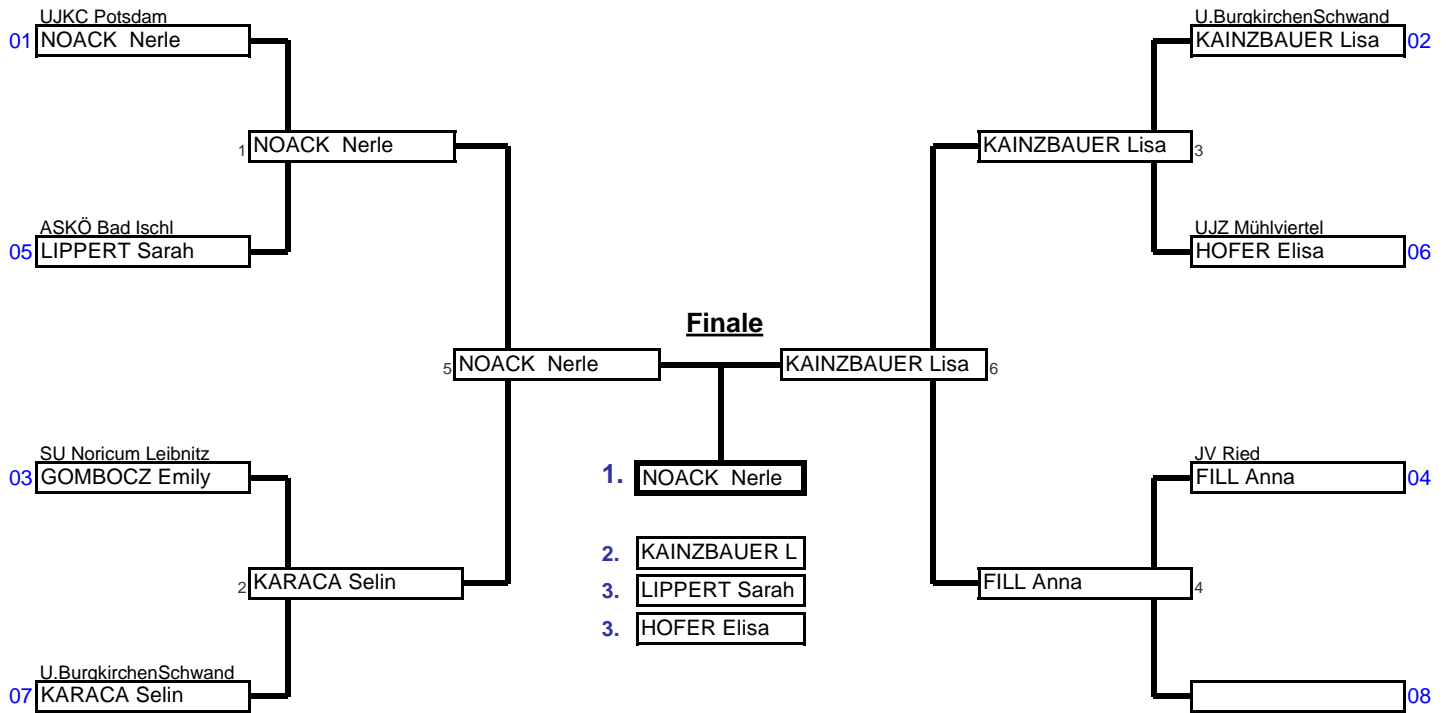 UJKC Potsdam
01 NOACK  Nerle
U.BurgkirchenSchwand
KAINZBAUER Lisa 02
1 NOACK  Nerle
KAINZBAUER Lisa 3
ASKÖ Bad Ischl
05 LIPPERT Sarah
UJZ Mühlviertel
HOFER Elisa 06
Finale
5 NOACK  Nerle
KAINZBAUER Lisa 6
SU Noricum Leibnitz
03 GOMBOCZ Emily
JV Ried
FILL Anna 04
1. NOACK  Nerle
2. KAINZBAUER L
3. LIPPERT Sarah
3. HOFER Elisa
2 KARACA Selin
FILL Anna 4
U.BurgkirchenSchwand
07 KARACA Selin
08